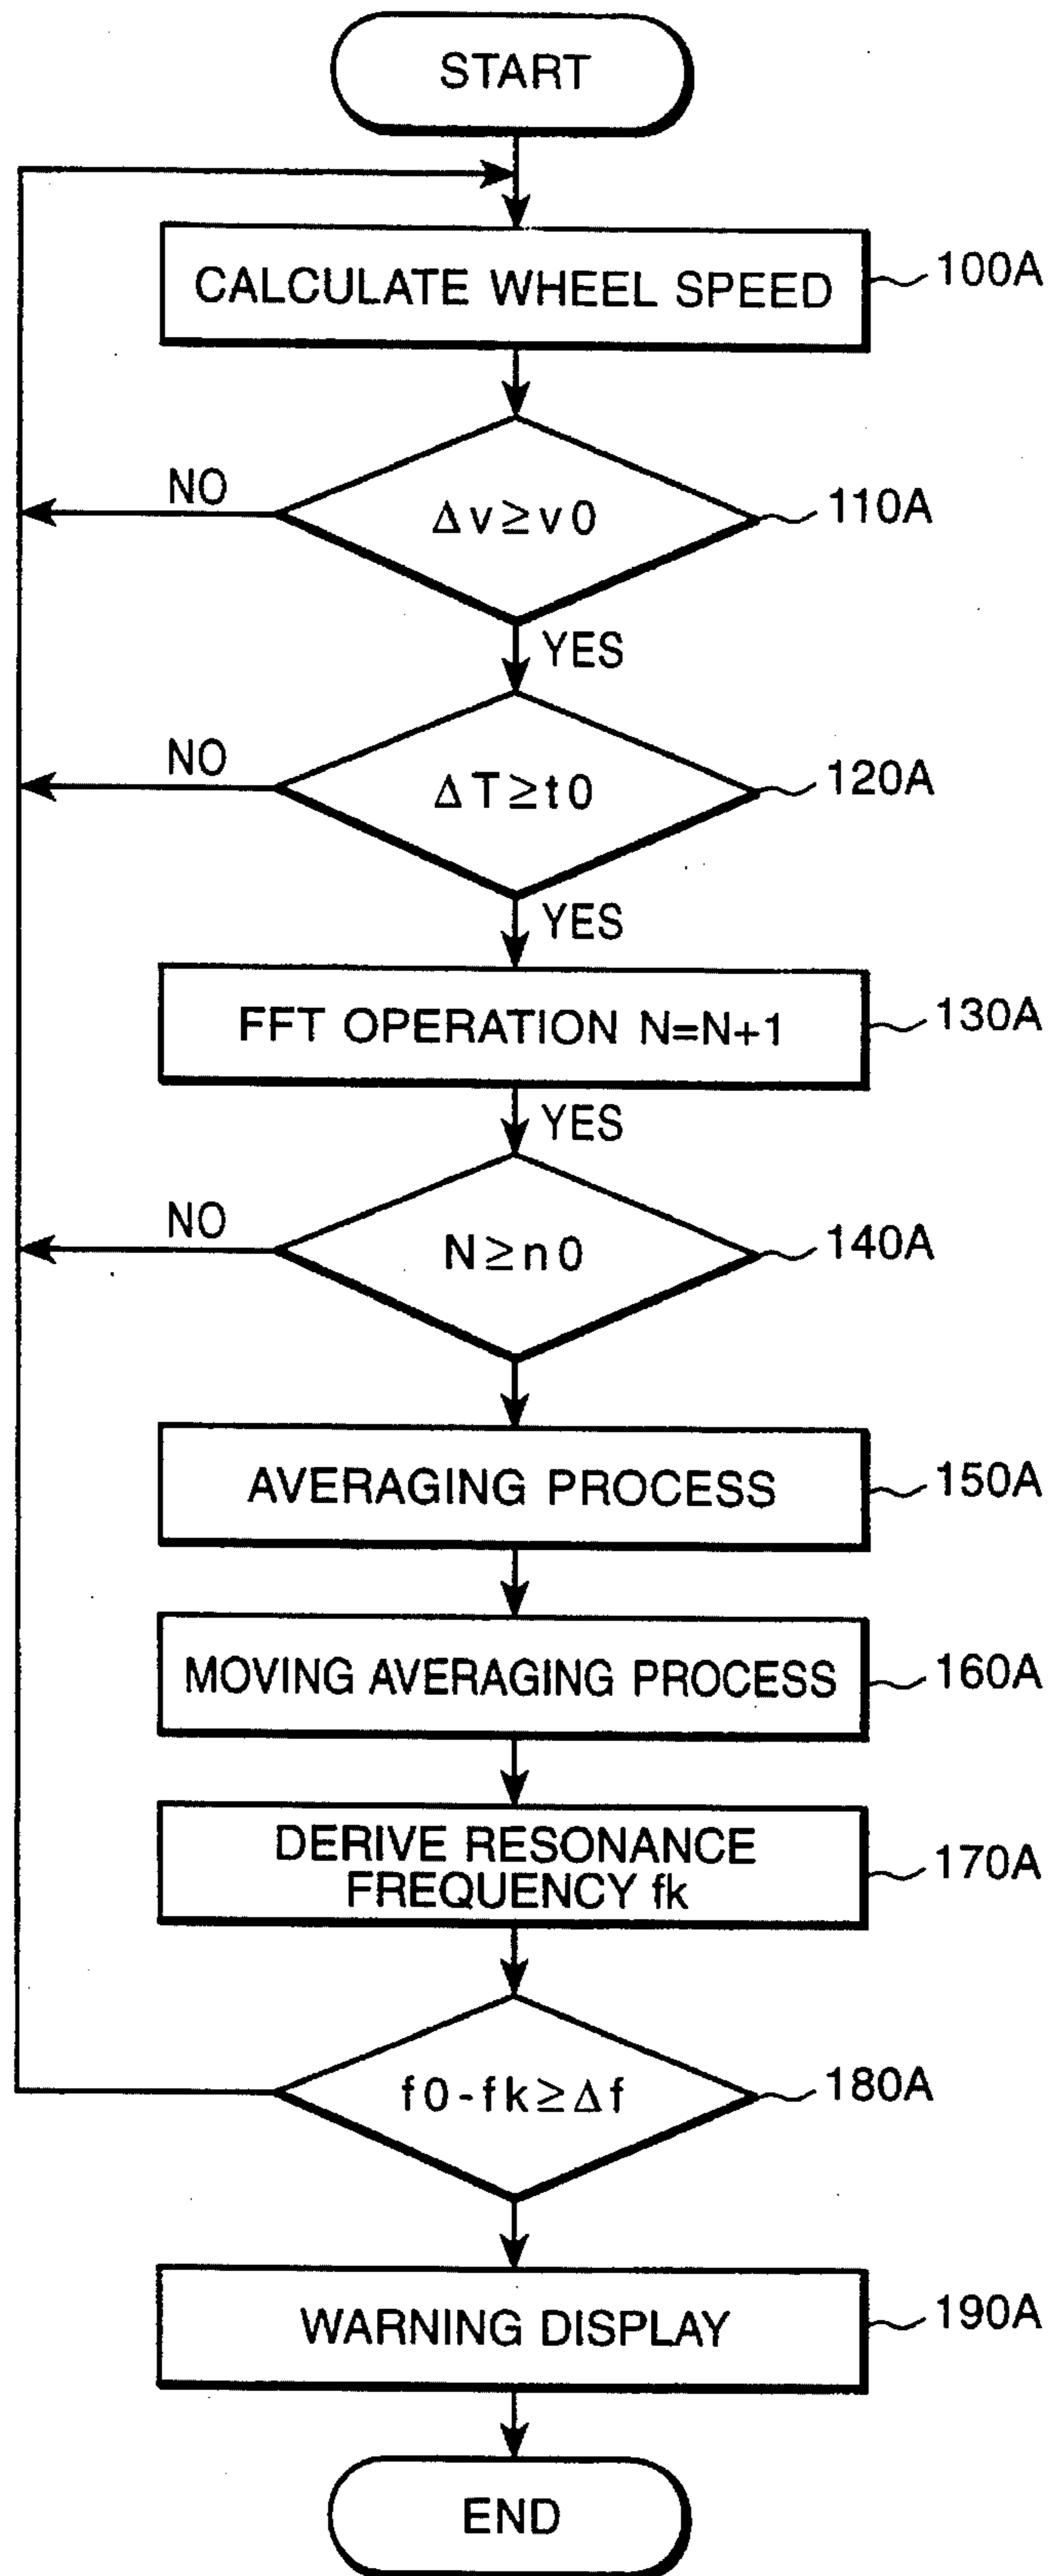 START
CALCULATE WHEEL SPEED
100A
NO
Δv≥v0
110A
YES
NO
ΔT≥t0
120A
YES
FFT OPERATION N=N+1
130A
YES
NO
N≥n0
140A
AVERAGING PROCESS
150A
MOVING AVERAGING PROCESS
160A
DERIVE RESONANCE
FREQUENCY fk
170A
f0-fk≥Δf
180A
WARNING DISPLAY
190A
END